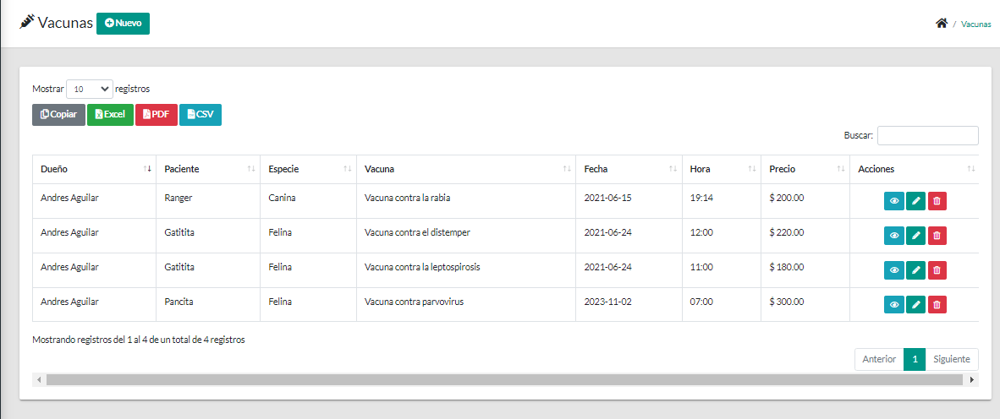 Vacunas Nuevo / Vacunas
Mostrar 10 registros
Copiar Excel PDF CSV
Buscar:
Dueño Paciente Especie Vacuna Fecha Hora Precio Acciones
Andres Aguilar Ranger Canina Vacuna contra la rabia 2021-06-15 19:14 $ 200.00
Andres Aguilar Gatitita Felina Vacuna contra el distemper 2021-06-24 12:00 $ 220.00
Andres Aguilar Gatitita Felina Vacuna contra la leptospirosis 2021-06-24 11:00 $ 180.00
Andres Aguilar Pancita Felina Vacuna contra parvovirus 2023-11-02 07:00 $ 300.00
Mostrando registros del 1 al 4 de un total de 4 registros
Anterior 1 Siguiente